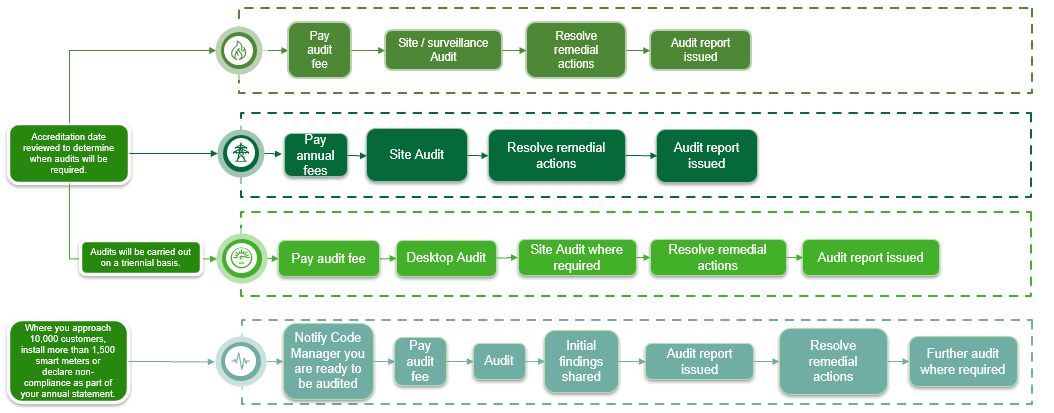 Pay
audit
fee
Site / surveillance
Audit
Resolve
remedial
actions
Audit report
issued
Accreditation date
reviewed to determine
when audits will be
required.
Pay
annual
fees
Site Audit
Resolve remedial
actions
Audit report
issued
Audits will be carried out
on a triennial basis.
Pay audit fee
Desktop Audit
Site Audit where
required
Resolve remedial
actions
Audit report issued
Where you approach
10,000 customers,
install more than 1,500
smart meters or
declare non-
compliance as part of
your annual statement.
Notify Code
Manager you
are ready to
be audited
Pay
audit
fee
Audit
Initial
findings
shared
Audit report
issued
Resolve
remedial
actions
Further audit
where required